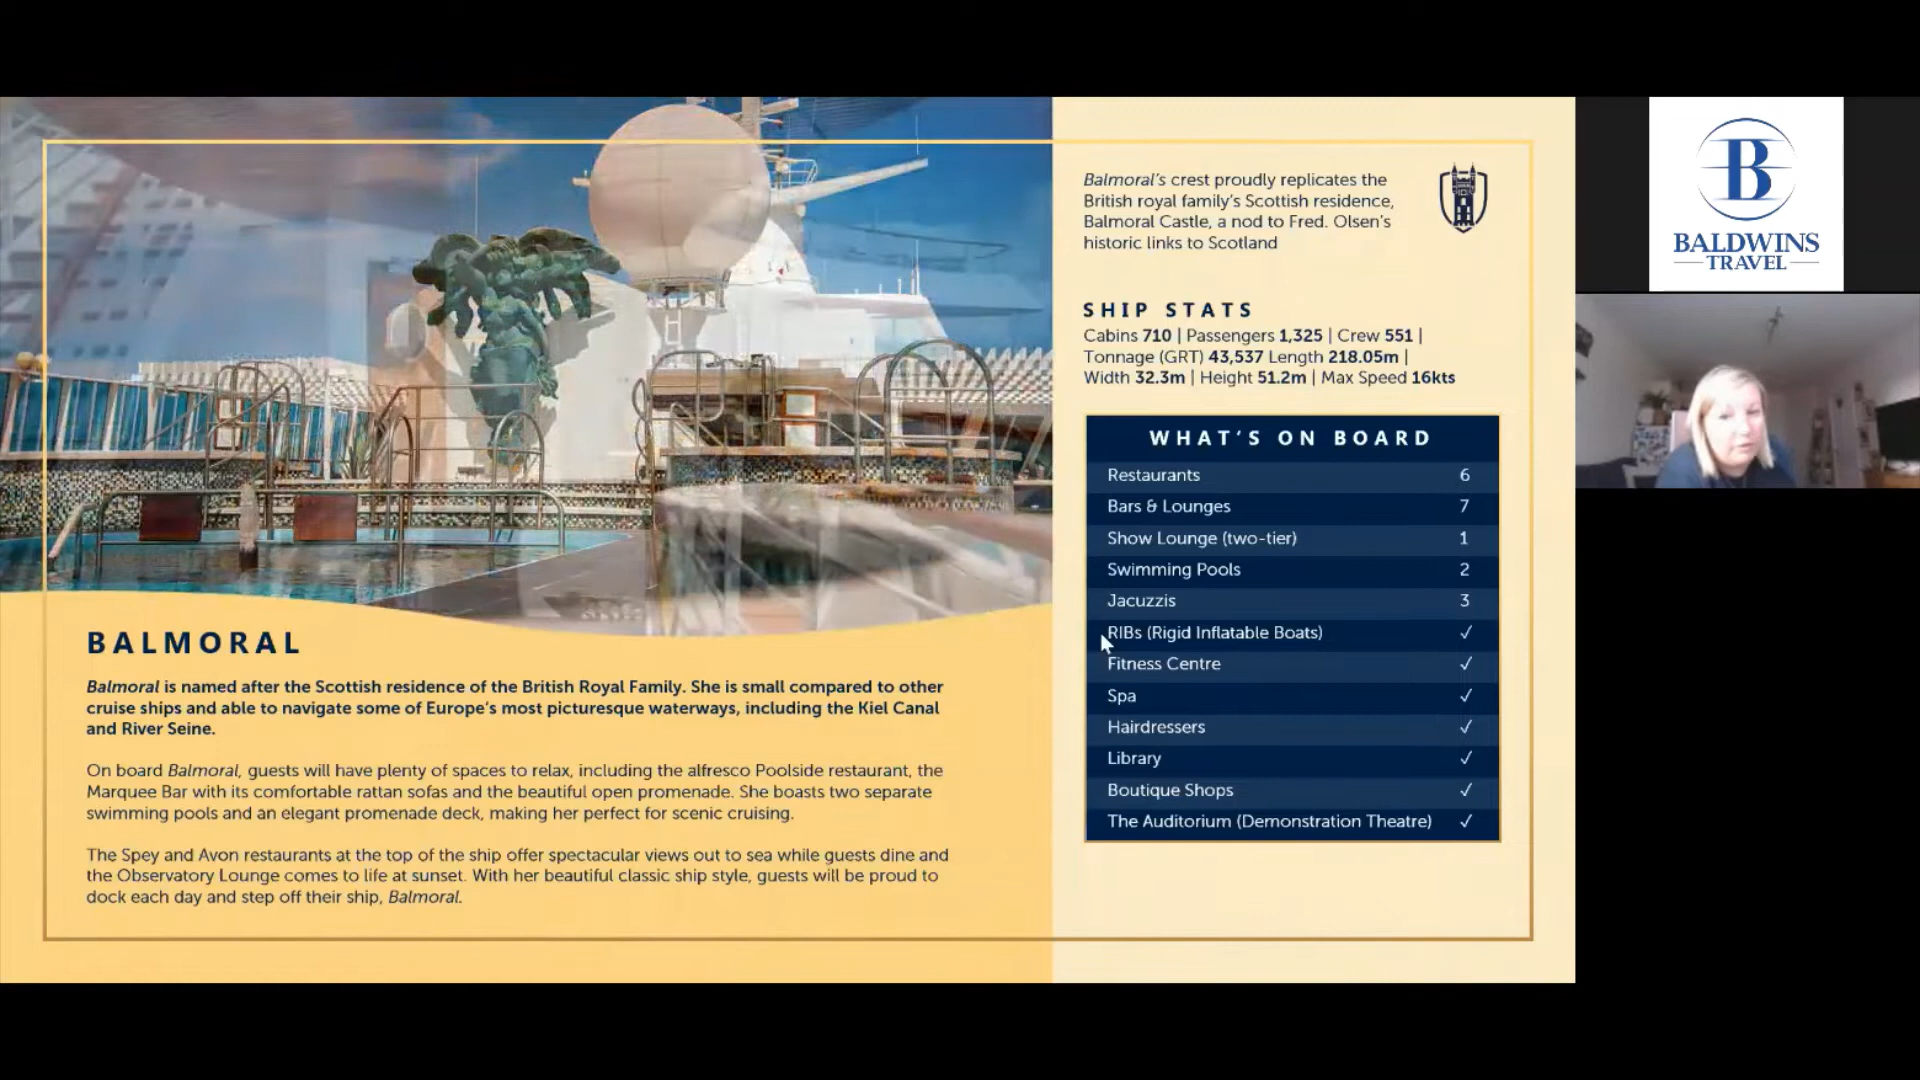 Balmoral's crest proudly replicates the
British royal family's Scottish residence,
Balmoral Castle, a nod to Fred. Olsen's
historic links to Scotland
SHIP STATS
Cabins 710 | Passengers 1,325 | Crew 551 |
Tonnage (GRT) 43,537 Length 218.05m |
Width 32.3m | Height 51.2m | Max Speed 16kts
WHAT'S ON BOARD
Restaurants 6
Bars & Lounges 7
Show Lounge (two-tier) 1
Swimming Pools 2
Jacuzzis 3
RIBs (Rigid Inflatable Boats) ✓
Fitness Centre ✓
Spa ✓
Hairdressers ✓
Library ✓
Boutique Shops ✓
The Auditorium (Demonstration Theatre) ✓
BALMORAL
Balmoral is named after the Scottish residence of the British Royal Family. She is small compared to other
cruise ships and able to navigate some of Europe's most picturesque waterways, including the Kiel Canal
and River Seine.
On board Balmoral, guests will have plenty of spaces to relax, including the alfresco Poolside restaurant, the
Marquee Bar with its comfortable rattan sofas and the beautiful open promenade. She boasts two separate
swimming pools and an elegant promenade deck, making her perfect for scenic cruising.
The Spey and Avon restaurants at the top of the ship offer spectacular views out to sea while guests dine and
the Observatory Lounge comes to life at sunset. With her beautiful classic ship style, guests will be proud to
dock each day and step off their ship, Balmoral.
B
BALDWINS
TRAVEL